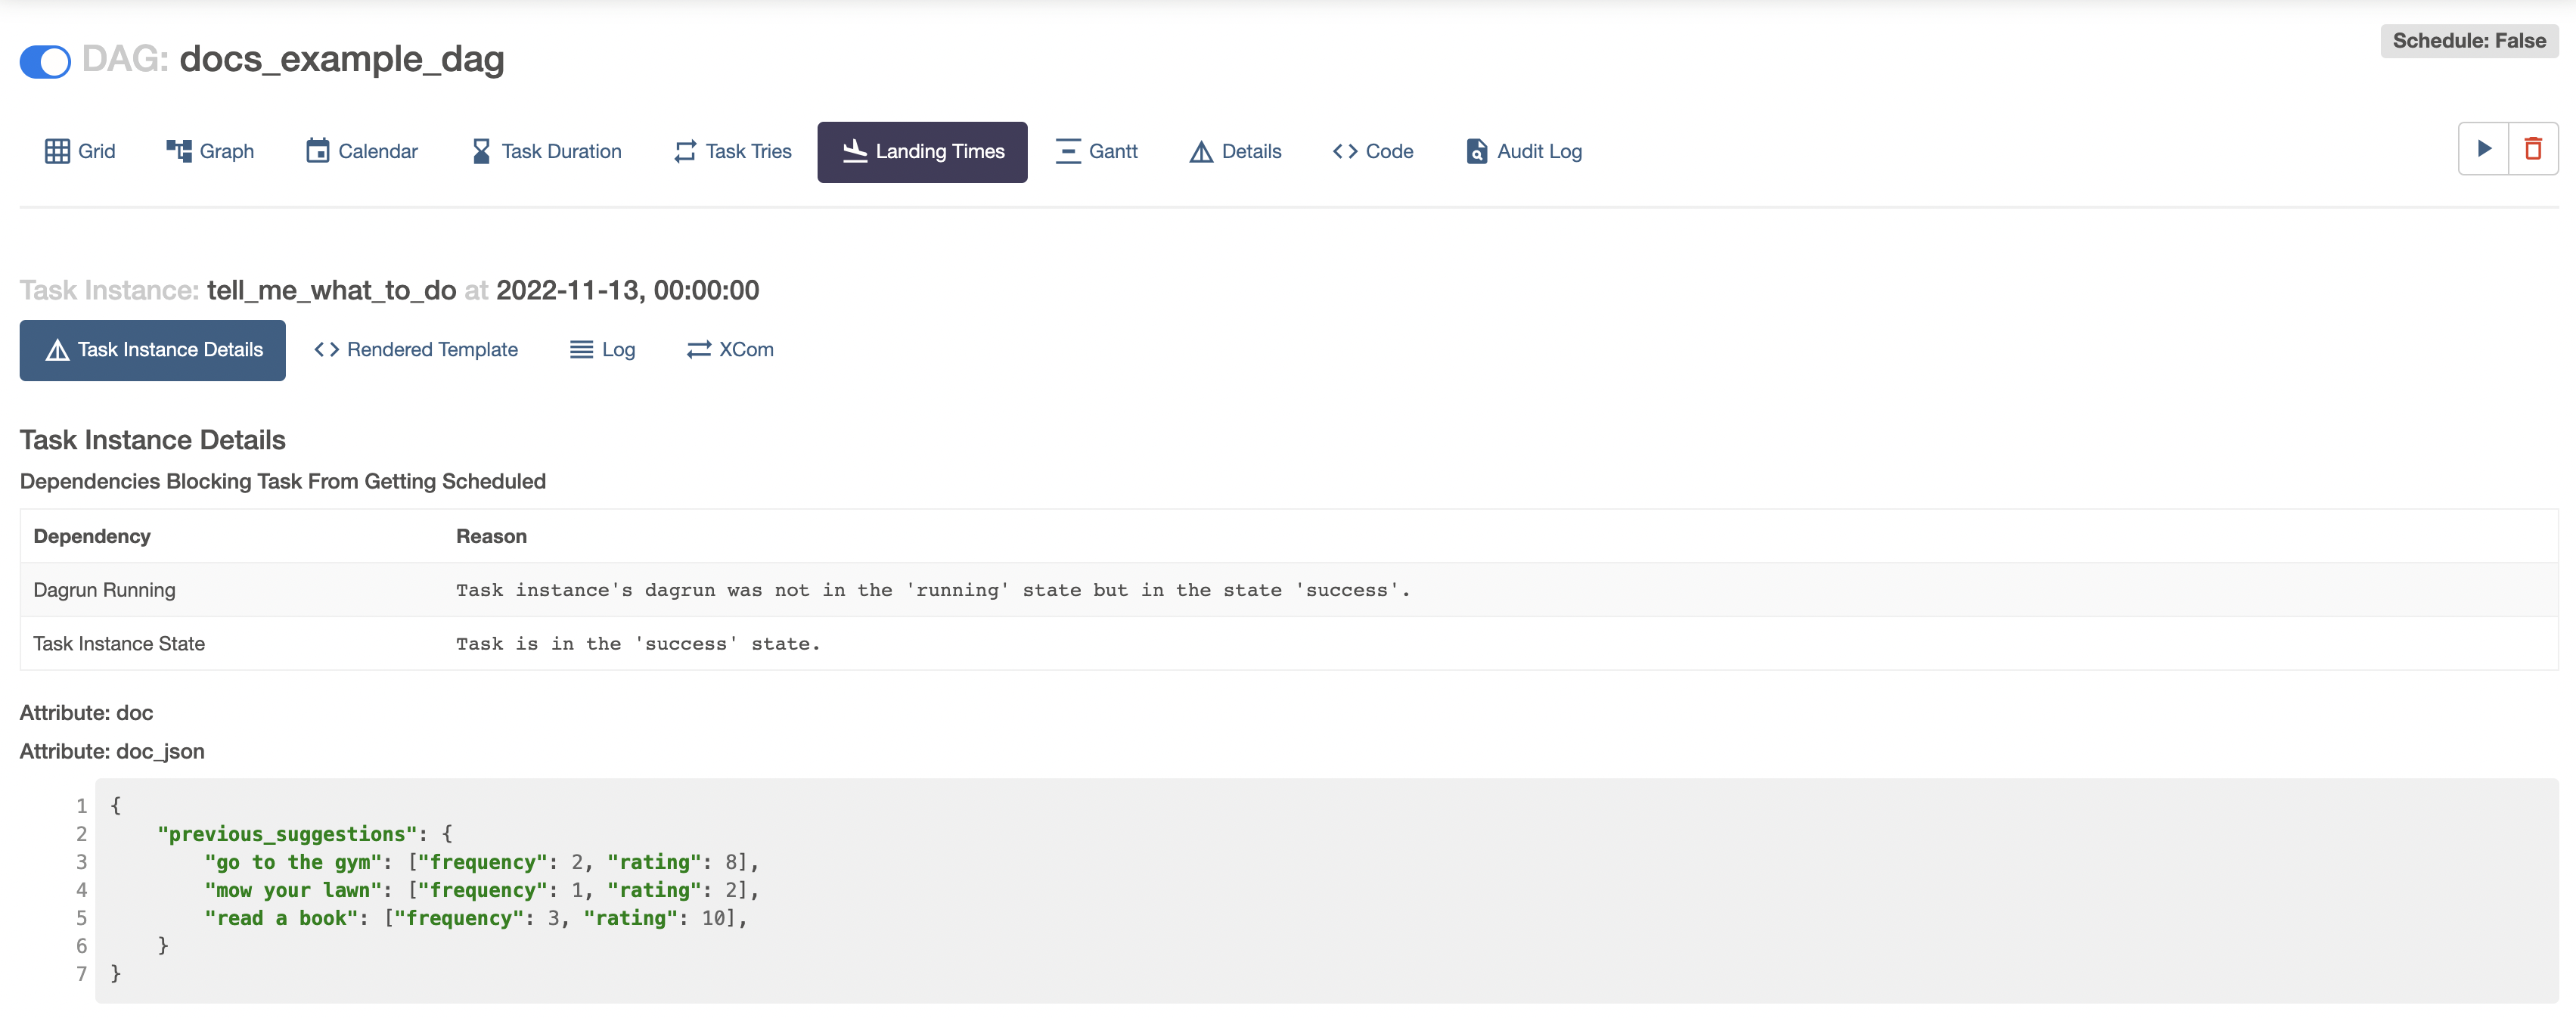 DAG: docs_example_dag
Schedule: False
Grid Graph Calendar Task Duration Task Tries Landing Times Gantt Details Code Audit Log
Task Instance: tell_me_what_to_do at 2022-11-13, 00:00:00
Task Instance Details Rendered Template Log XCom
Task Instance Details
Dependencies Blocking Task From Getting Scheduled
Dependency Reason
Dagrun Running Task instance's dagrun was not in the 'running' state but in the state 'success'.
Task Instance State Task is in the 'success' state.
Attribute: doc
Attribute: doc_json
1 {
2     "previous_suggestions": {
3         "go to the gym": ["frequency": 2, "rating": 8],
4         "mow your lawn": ["frequency": 1, "rating": 2],
5         "read a book": ["frequency": 3, "rating": 10],
6     }
7 }